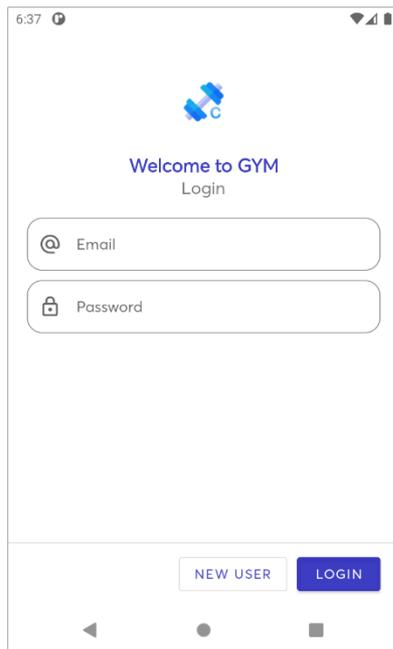 6:37
C
Welcome to GYM
Login
Email
Password
NEW USER
LOGIN